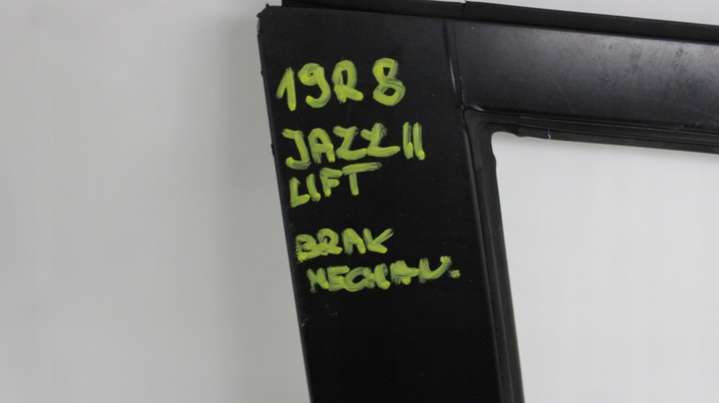 19R8
JAZZ II
LIFT
BRAK
MECHAN.